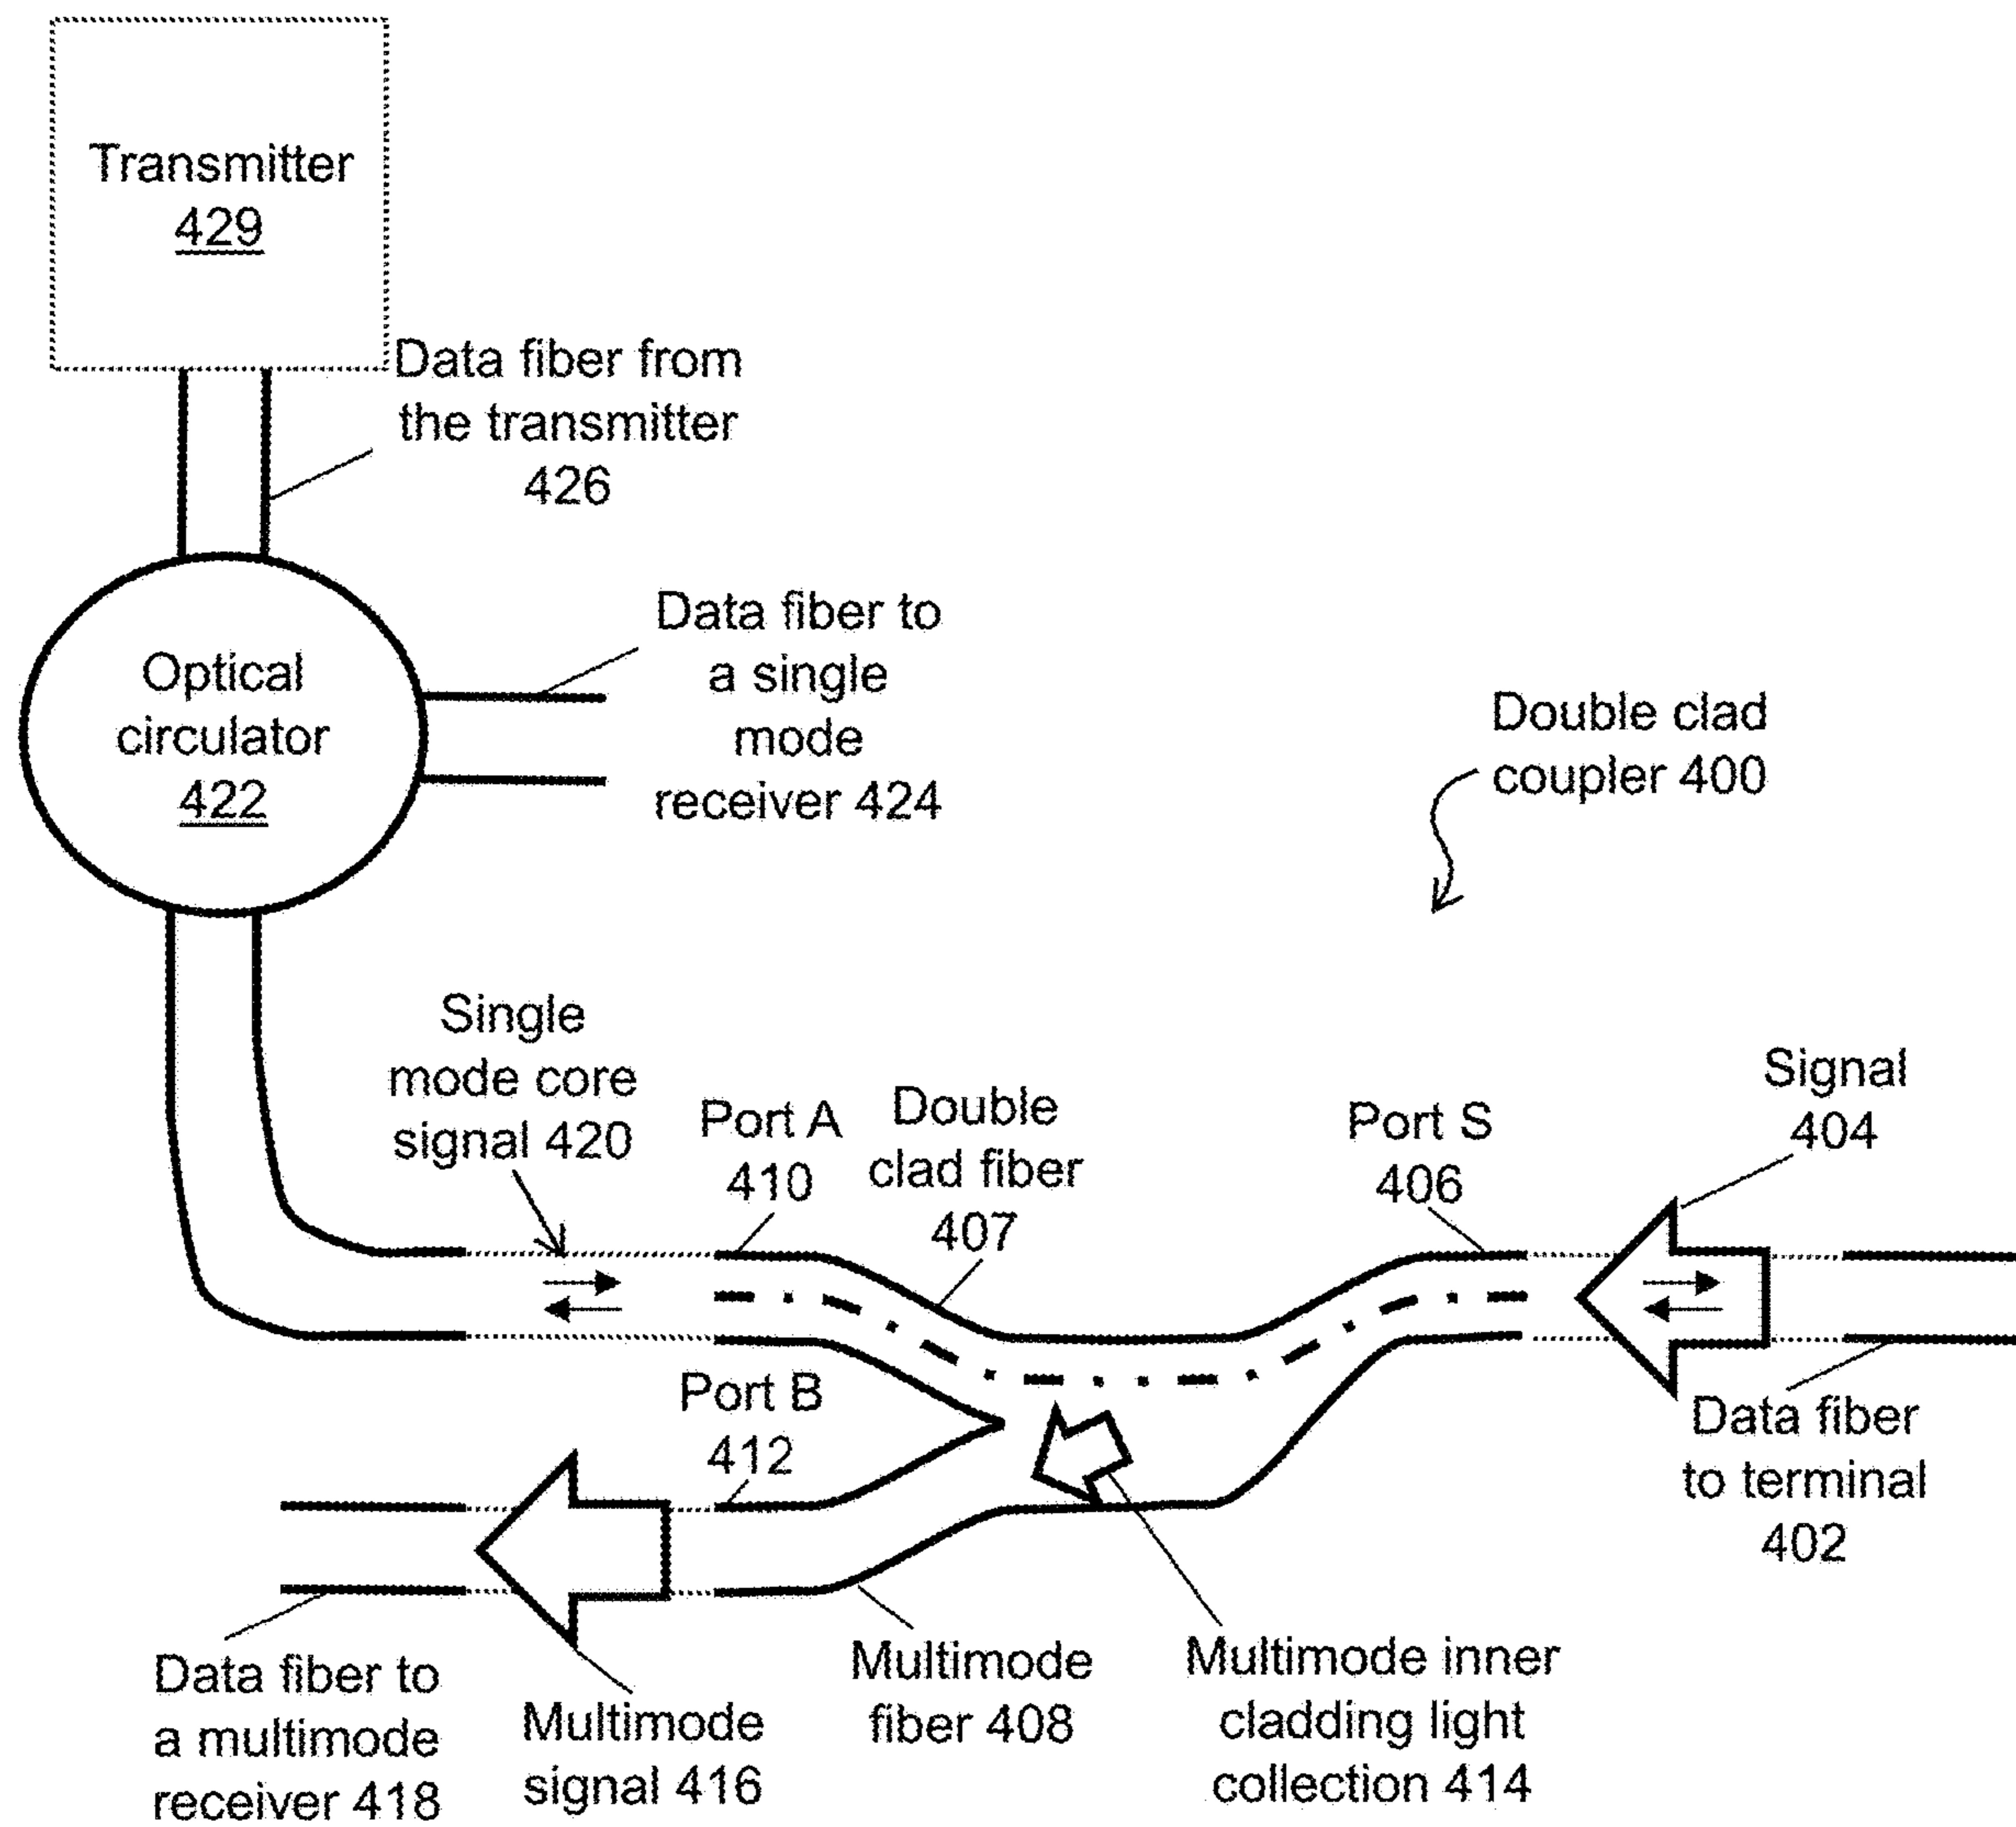 Transmitter
429
Data fiber from
the transmitter
426
Optical
circulator
422
Data fiber to
a single
mode
receiver 424
Double clad
coupler 400
Single
mode core
signal 420
Port A
410
Double
clad fiber
407
Port S
406
Signal
404
Port B
412
Data fiber
to terminal
402
Data fiber to
a multimode
receiver 418
Multimode
signal 416
Multimode
fiber 408
Multimode inner
cladding light
collection 414